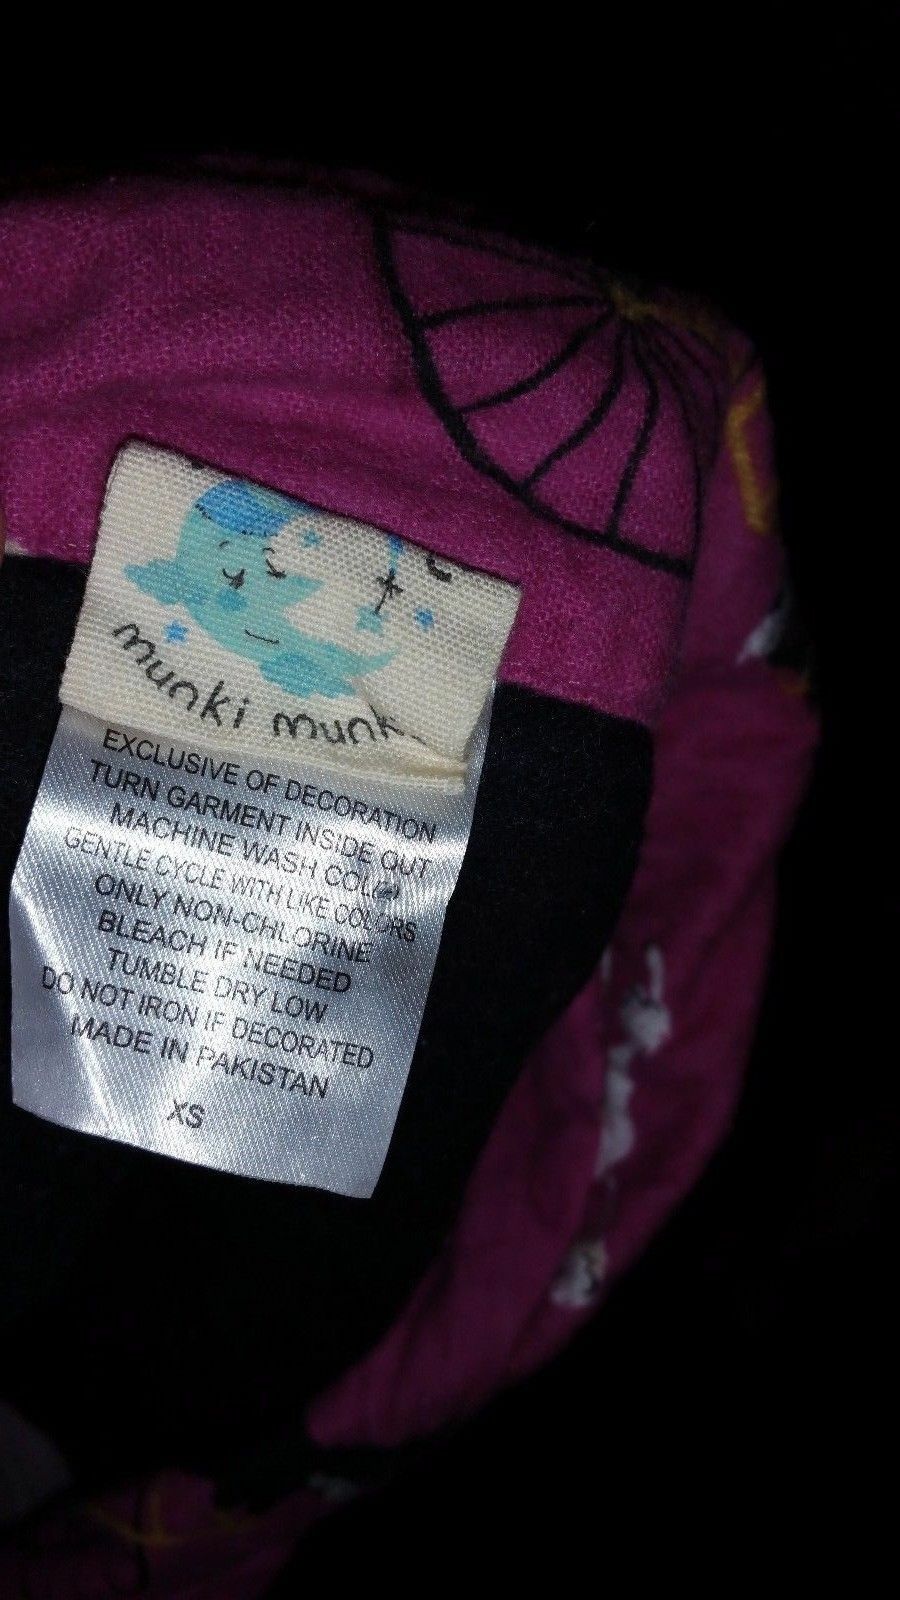 munki munk
EXCLUSIVE OF DECORATION
TURN GARMENT INSIDE OUT
MACHINE WASH COLD
GENTLE CYCLE WITH LIKE COLORS
ONLY NON-CHLORINE
BLEACH IF NEEDED
TUMBLE DRY LOW
DO NOT IRON IF DECORATED
MADE IN PAKISTAN
XS